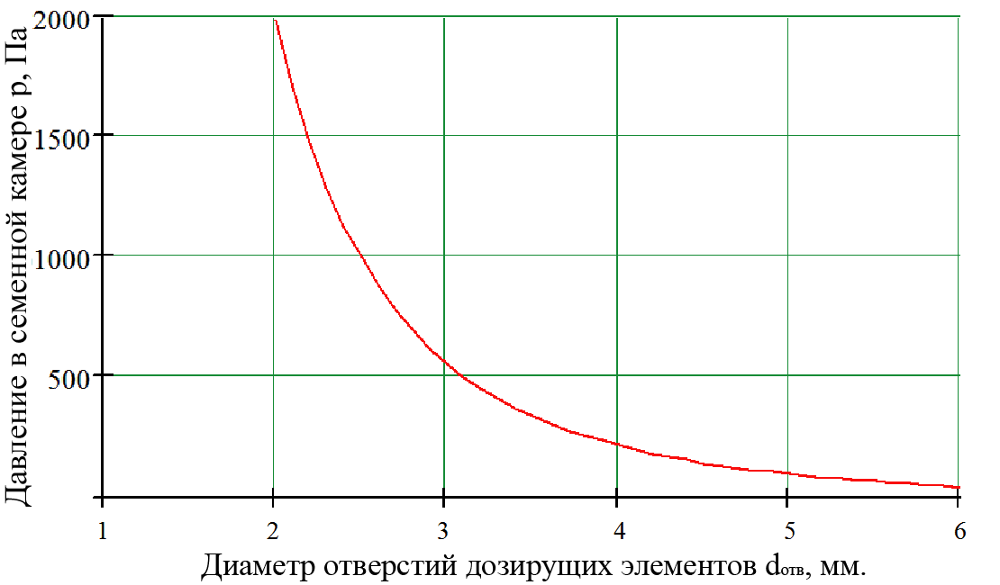 Давление в семенной камере p, Па
2000
1500
1000
500
1 2 3 4 5 6
Диаметр отверстий дозирущих элементов dотв, мм.